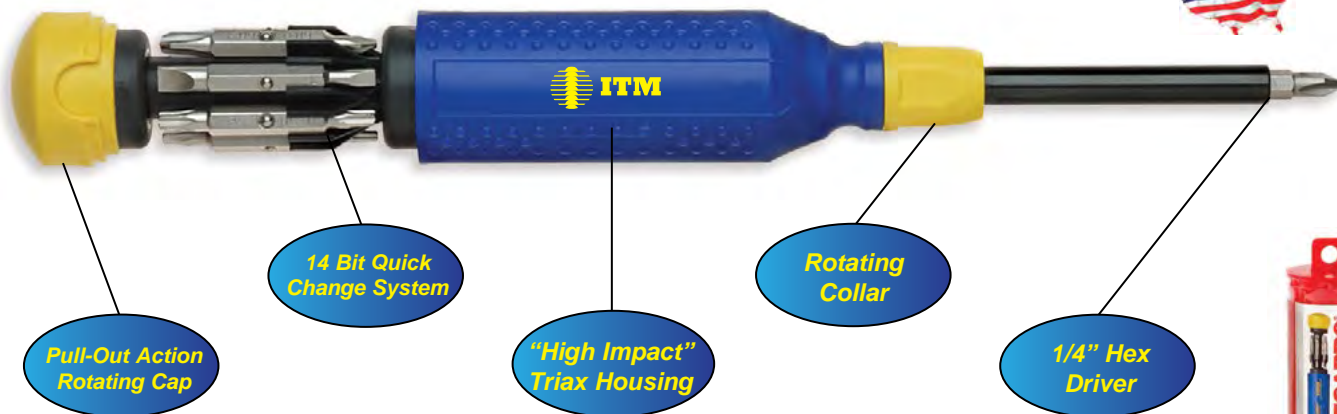 ITM
14 Bit Quick
Change System
Rotating
Collar
Pull-Out Action
Rotating Cap
“High Impact”
Triax Housing
1/4” Hex
Driver